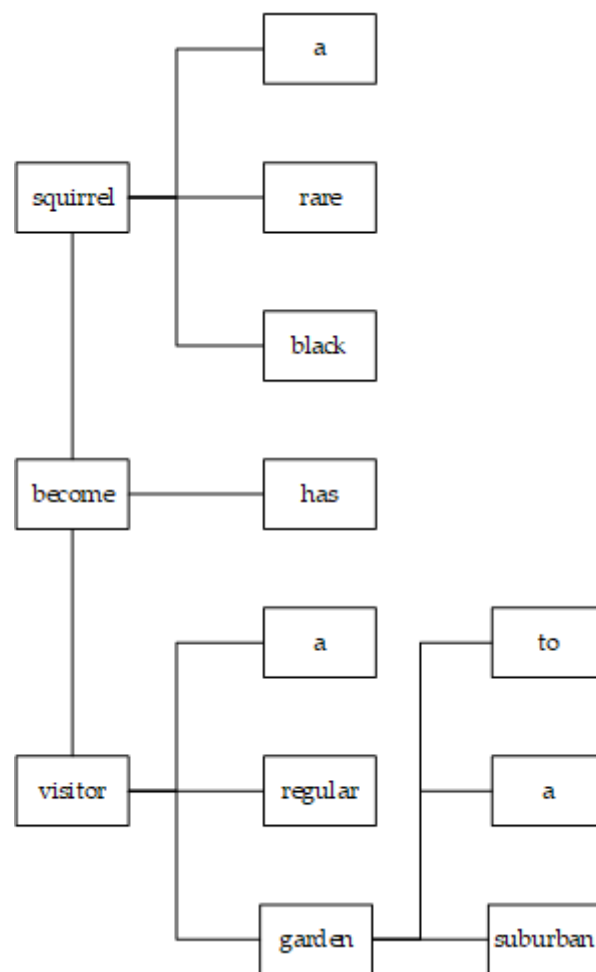 a
squirrel
rare
black
become
has
a
to
visitor
regular
a
garden
suburban